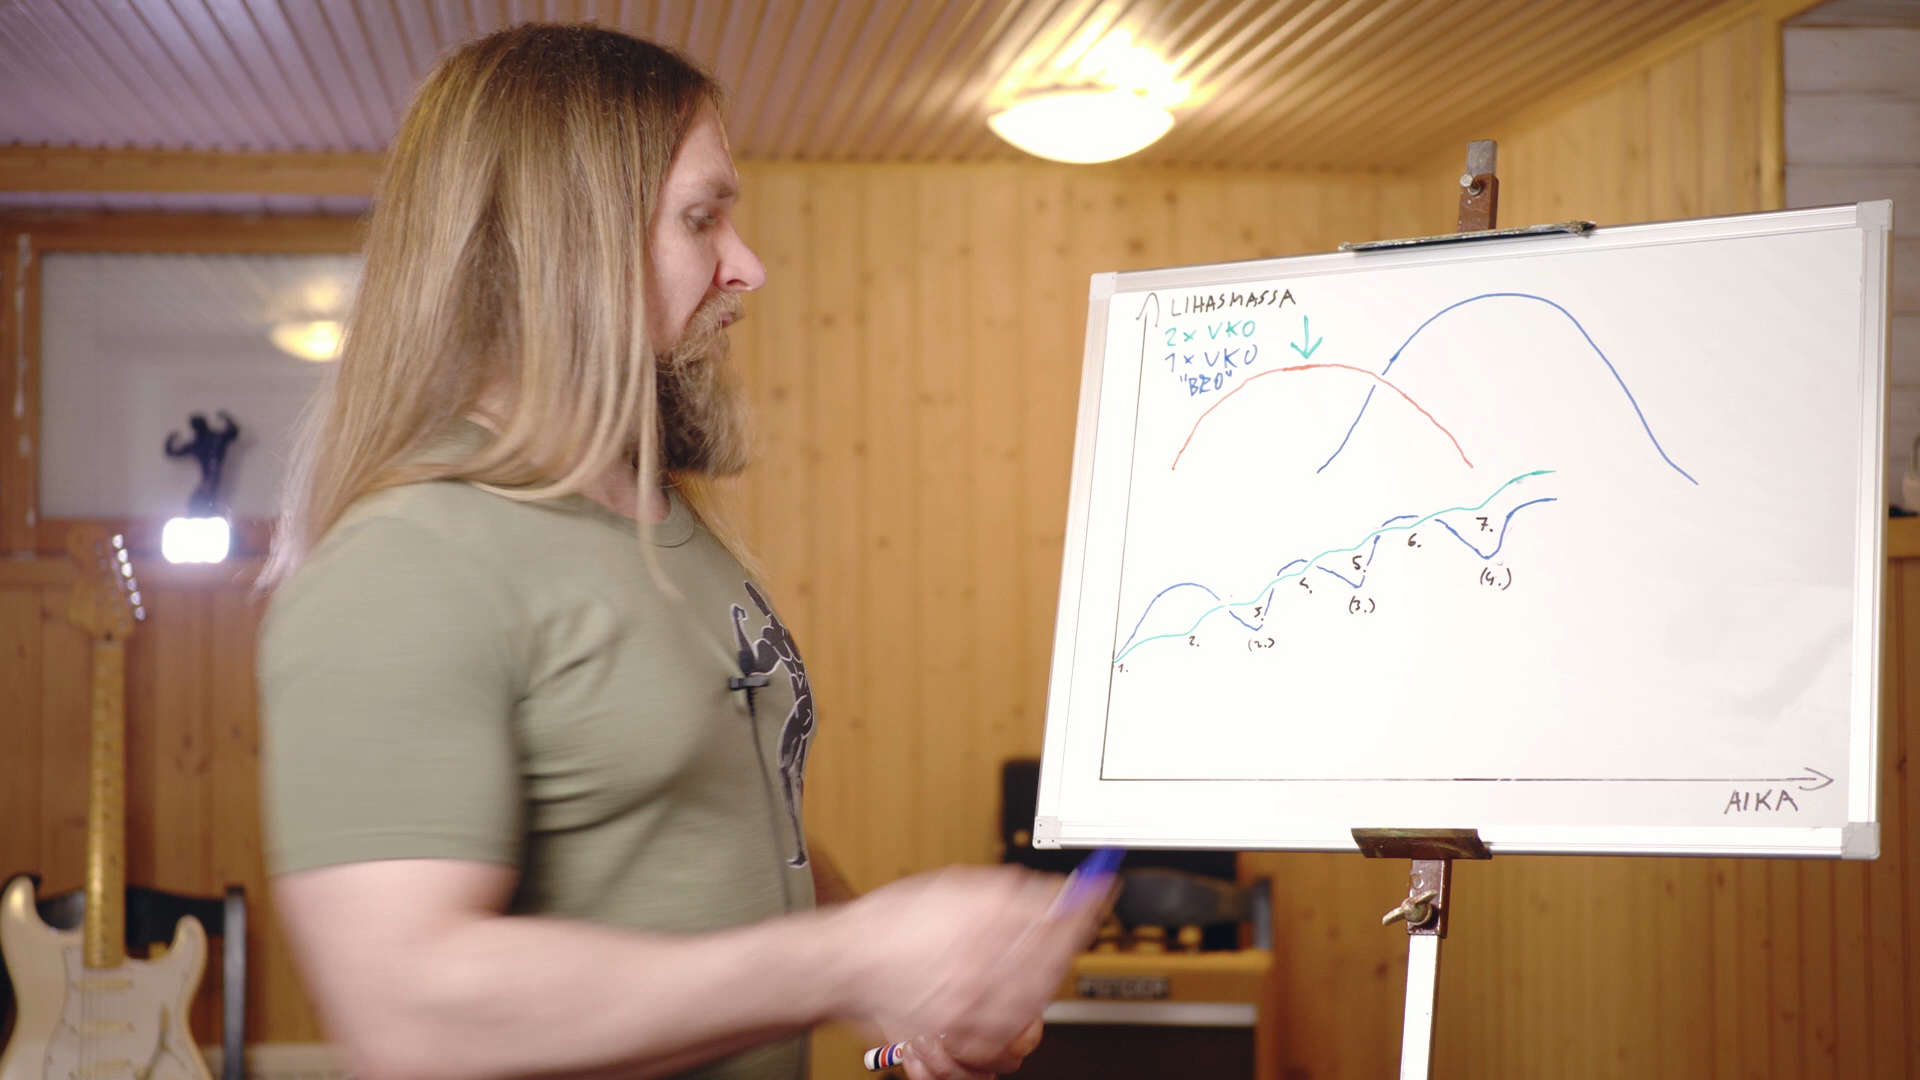 LIHASMASSA
2x VKO
1x VKO
"BRO"
7.
6.
5.
(4.)
4.
(3.)
3.
2.
(2.)
1.
AIKA